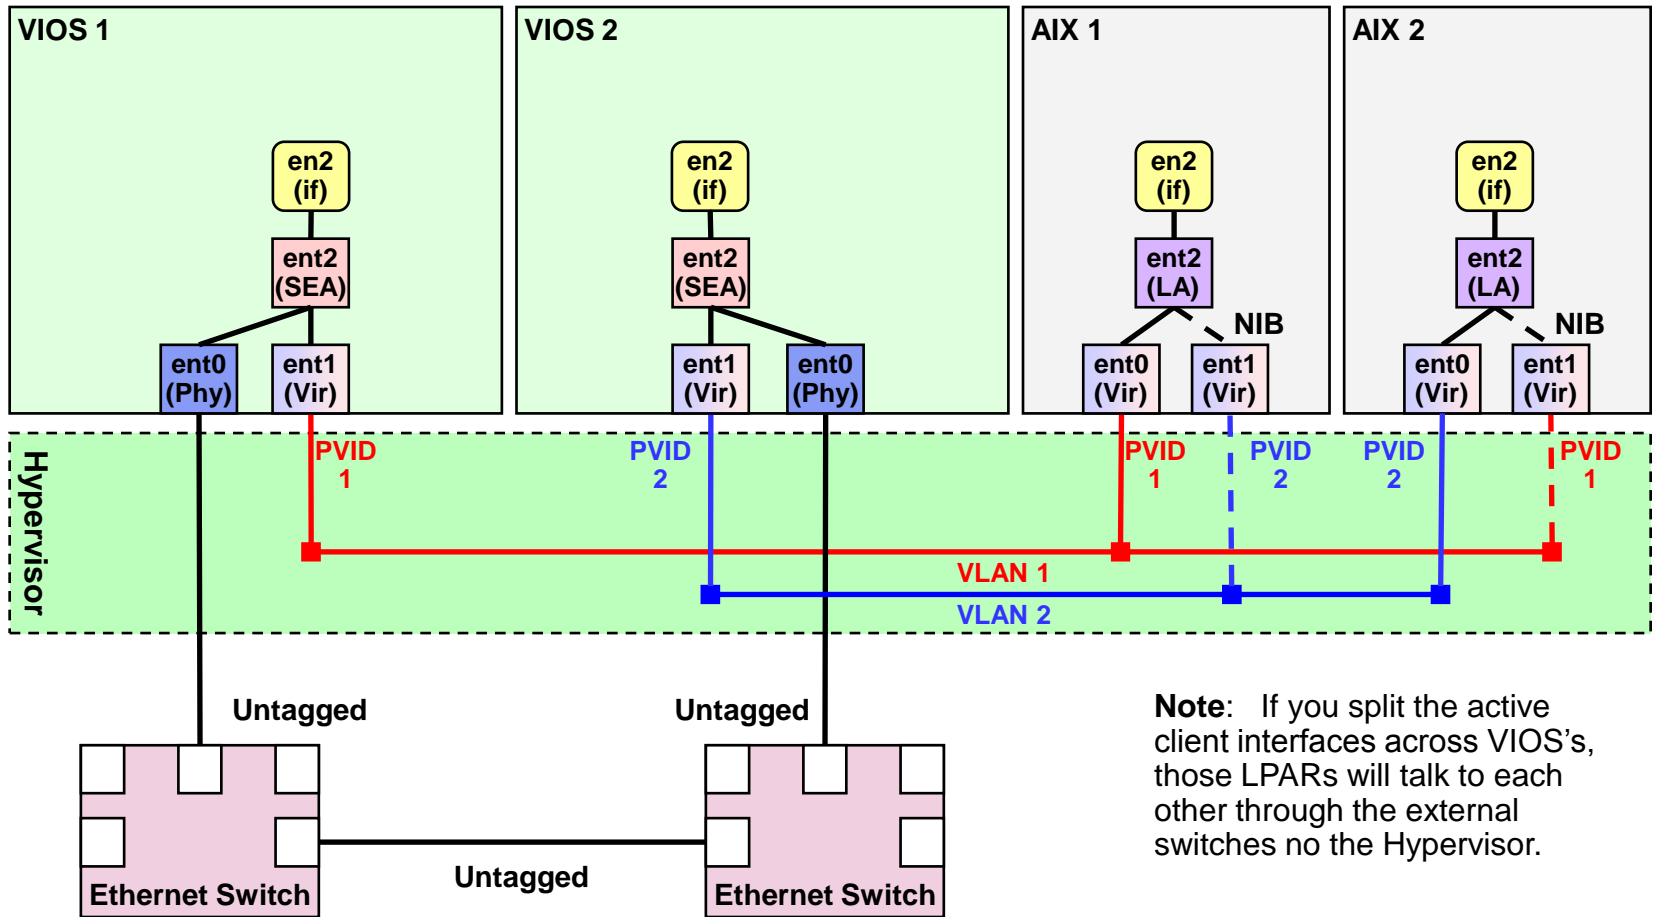 VIOS 1
VIOS 2
AIX 1
AIX 2
en2
(if)
en2
(if)
en2
(if)
en2
(if)
ent2
(SEA)
ent2
(SEA)
ent2
(LA)
ent2
(LA)
NIB
NIB
ent0
(Phy)
ent1
(Vir)
ent1
(Vir)
ent0
(Phy)
ent0
(Vir)
ent1
(Vir)
ent0
(Vir)
ent1
(Vir)
Hypervisor
PVID
1
PVID
2
PVID
1
PVID
2
PVID
2
PVID
1
VLAN 1
VLAN 2
Untagged
Untagged
Untagged
Ethernet Switch
Ethernet Switch
Note: If you split the active
client interfaces across VIOS's,
those LPARs will talk to each
other through the external
switches no the Hypervisor.